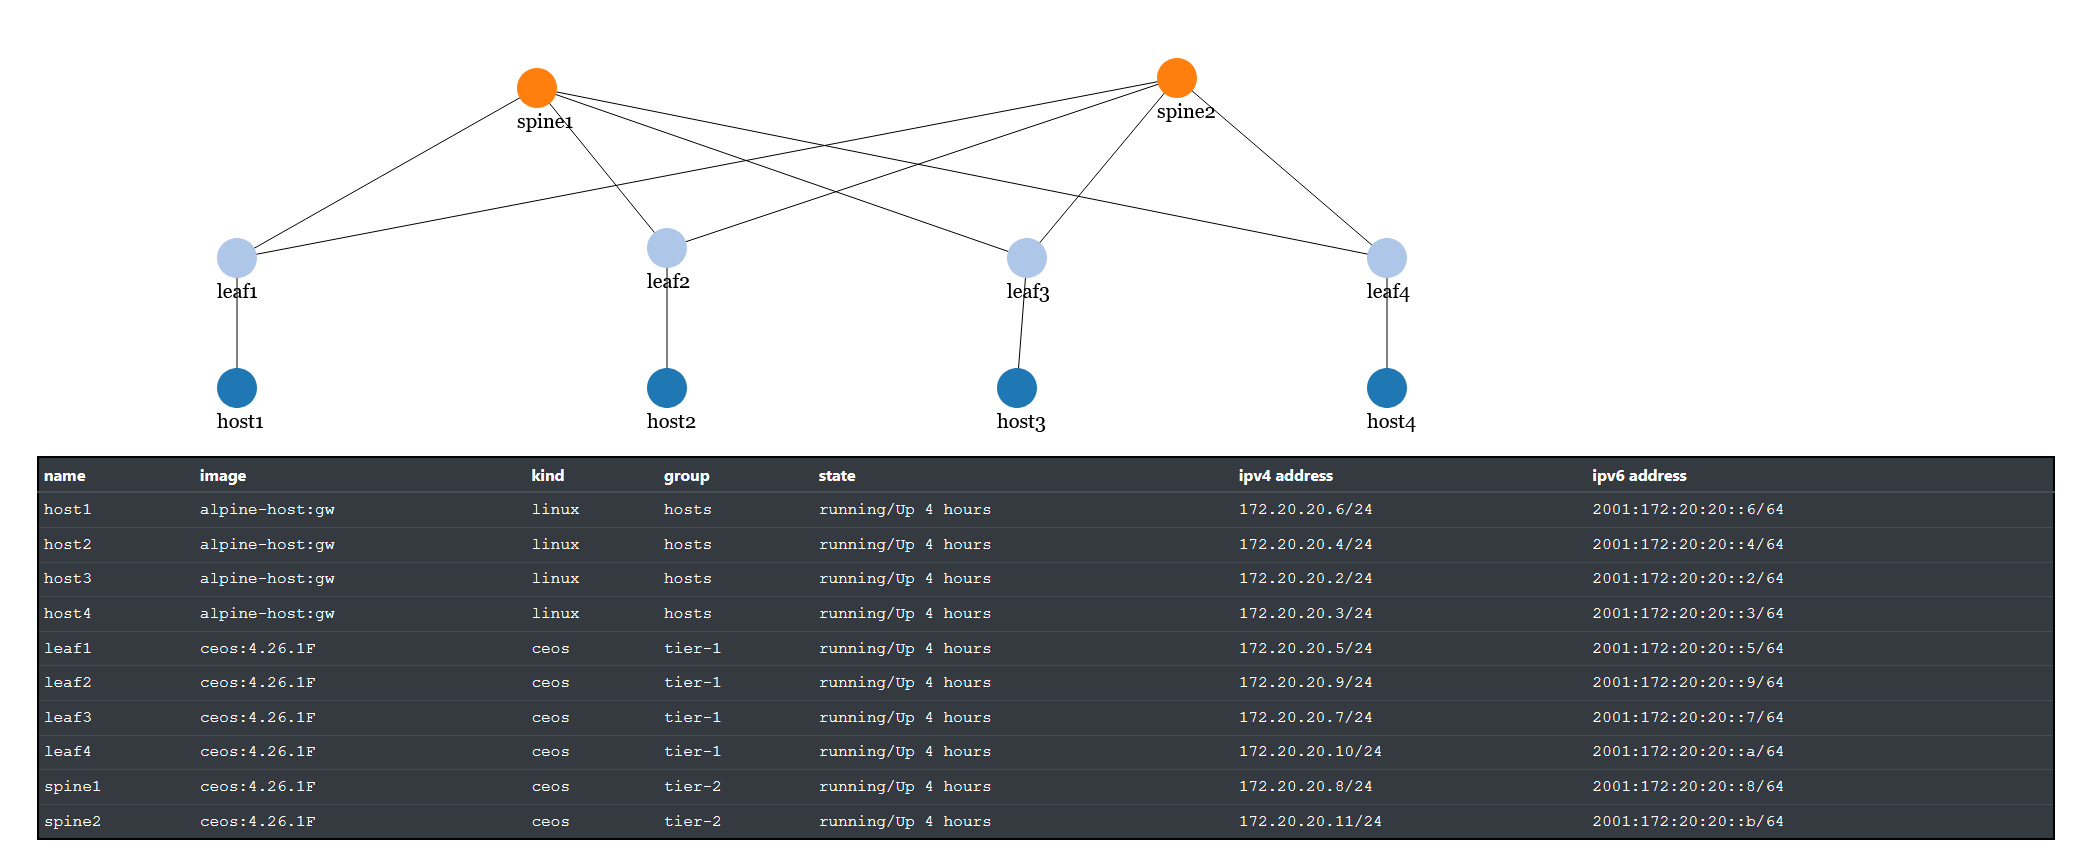 spine1
spine2
leaf1
leaf2
leaf3
leaf4
host1
host2
host3
host4
name image kind group state ipv4 address ipv6 address
host1 alpine-host:gw linux hosts running/Up 4 hours 172.20.20.6/24 2001:172:20:20::6/64
host2 alpine-host:gw linux hosts running/Up 4 hours 172.20.20.4/24 2001:172:20:20::4/64
host3 alpine-host:gw linux hosts running/Up 4 hours 172.20.20.2/24 2001:172:20:20::2/64
host4 alpine-host:gw linux hosts running/Up 4 hours 172.20.20.3/24 2001:172:20:20::3/64
leaf1 ceos:4.26.1F ceos tier-1 running/Up 4 hours 172.20.20.5/24 2001:172:20:20::5/64
leaf2 ceos:4.26.1F ceos tier-1 running/Up 4 hours 172.20.20.9/24 2001:172:20:20::9/64
leaf3 ceos:4.26.1F ceos tier-1 running/Up 4 hours 172.20.20.7/24 2001:172:20:20::7/64
leaf4 ceos:4.26.1F ceos tier-1 running/Up 4 hours 172.20.20.10/24 2001:172:20:20::a/64
spine1 ceos:4.26.1F ceos tier-2 running/Up 4 hours 172.20.20.8/24 2001:172:20:20::8/64
spine2 ceos:4.26.1F ceos tier-2 running/Up 4 hours 172.20.20.11/24 2001:172:20:20::b/64